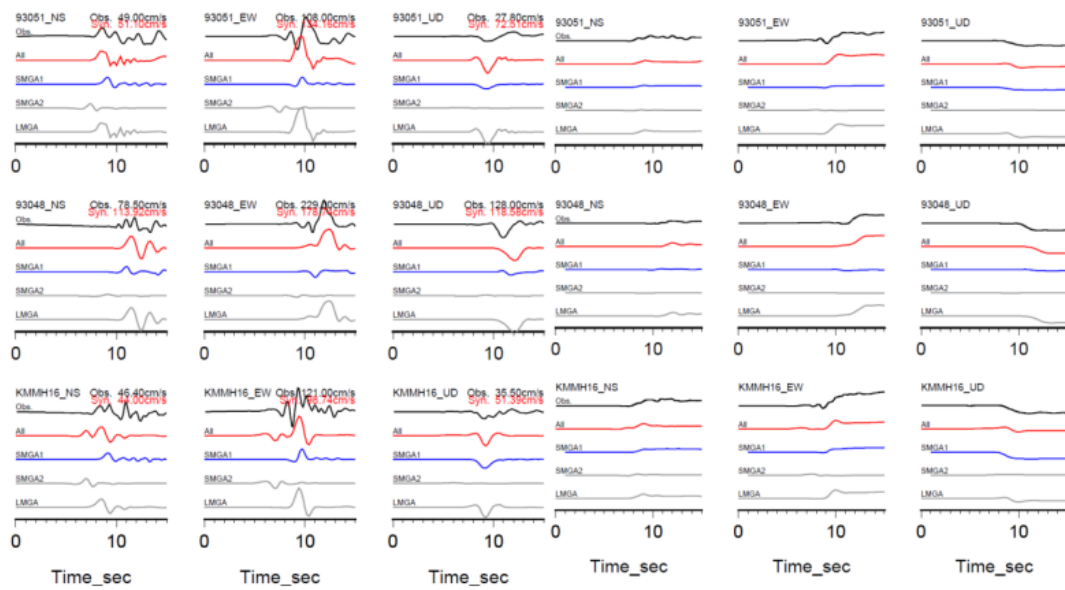 93051_NS Obs. 49.00cm/s
Syn. 51.10cm/s
Obs.
All
SMGA1
SMGA2
LMGA
0 10
93051_EW Obs. 108.00cm/s
All
SMGA1
SMGA2
LMGA
0 10
93051_UD Obs. 27.80cm/s
Syn. 72.51cm/s
All
SMGA1
SMGA2
LMGA
0 10
93051_NS
Obs.
All
SMGA1
SMGA2
LMGA
0 10
93051_EW
All
SMGA1
SMGA2
LMGA
0 10
93051_UD
All
SMGA1
SMGA2
LMGA
0 10
93048_NS Obs. 78.50cm/s
Syn. 113.92cm/s
Obs.
All
SMGA1
SMGA2
LMGA
0 10
93048_EW Obs.
Syn.
All
SMGA1
SMGA2
LMGA
0 10
93048_UD Obs. 128.00cm/s
Syn. 118.58cm/s
All
SMGA1
SMGA2
LMGA
0 10
93048_NS
Obs.
All
SMGA1
SMGA2
LMGA
0 10
93048_EW
All
SMGA1
SMGA2
LMGA
0 10
93048_UD
All
SMGA1
SMGA2
LMGA
0 10
KMMH16_NS Obs. 46.40cm/s
Syn.
Obs.
All
SMGA1
SMGA2
LMGA
0 10
Time_sec
KMMH16_EW Obs. 121.00cm/s
Syn.
All
SMGA1
SMGA2
LMGA
0 10
Time_sec
KMMH16_UD Obs. 35.50cm/s
Syn. 51.39cm/s
All
SMGA1
SMGA2
LMGA
0 10
Time_sec
KMMH16_NS
Obs.
All
SMGA1
SMGA2
LMGA
0 10
Time_sec
KMMH16_EW
All
SMGA1
SMGA2
LMGA
0 10
Time_sec
KMMH16_UD
All
SMGA1
SMGA2
LMGA
0 10
Time_sec